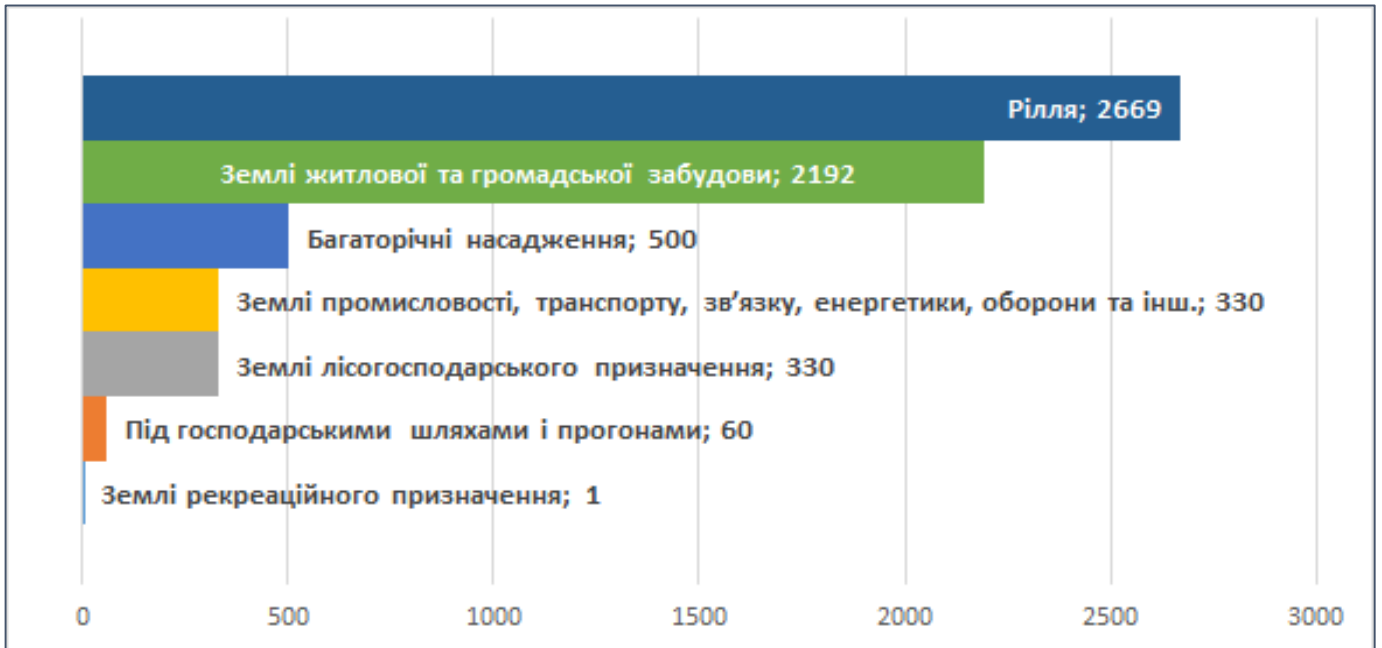 Рілля; 2669
Землі житлової та громадської забудови; 2192
Багаторічні насадження; 500
Землі промисловості, транспорту, зв’язку, енергетики, оборони та інш.; 330
Землі лісогосподарського призначення; 330
Під господарськими шляхами і прогонами; 60
Землі рекреаційного призначення; 1
0 500 1000 1500 2000 2500 3000